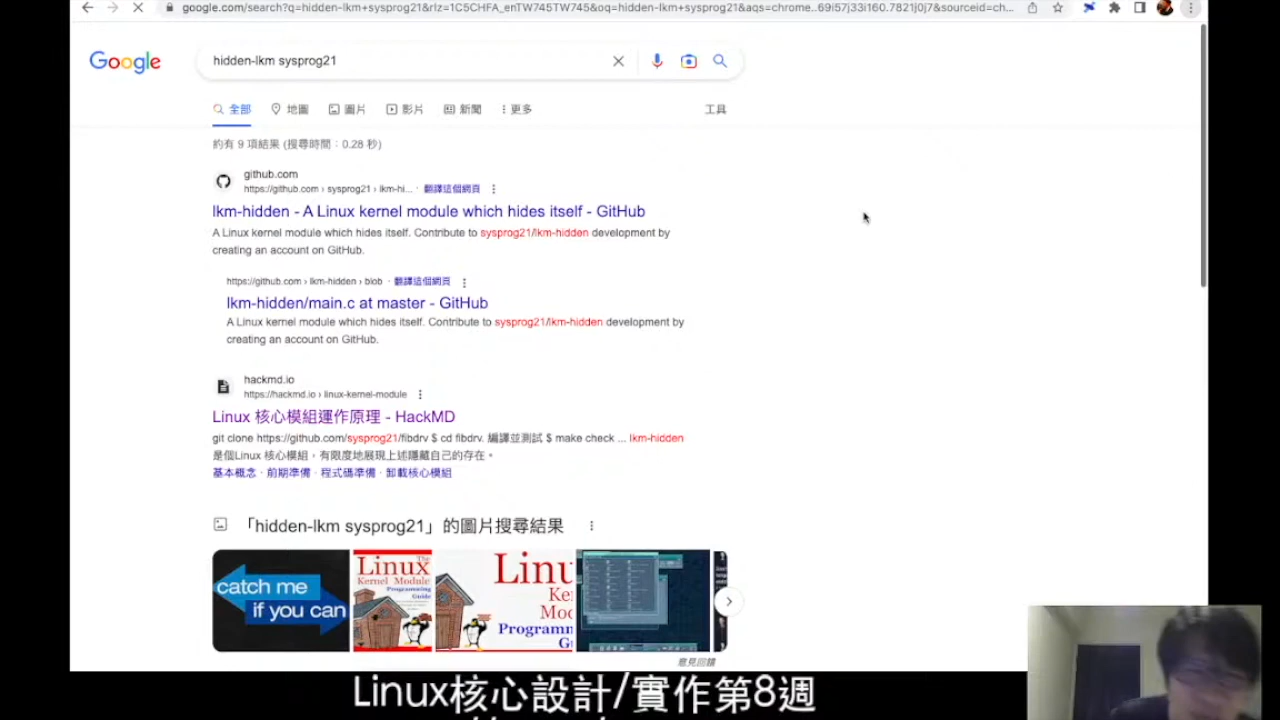 google.com/search?q=hidden-lkm+sysprog21&rlz=1C5CHFA_enTW745TW745&oq=hidden-lkm+sysprog21&aqs=chrome..69i57j33i160.7821j0j7&sourceid=ch...
Google
hidden-lkm sysprog21
全部 地圖 圖片 影片 新聞 更多 工具
約有 9 項結果 (搜尋時間：0.28 秒)
github.com
https://github.com › sysprog21 › lkm-hi... · 翻譯這個網頁
lkm-hidden - A Linux kernel module which hides itself - GitHub
A Linux kernel module which hides itself. Contribute to sysprog21/lkm-hidden development by
creating an account on GitHub.
https://github.com › lkm-hidden › blob · 翻譯這個網頁
lkm-hidden/main.c at master - GitHub
A Linux kernel module which hides itself. Contribute to sysprog21/lkm-hidden development by
creating an account on GitHub.
hackmd.io
https://hackmd.io › linux-kernel-module
Linux 核心模組運作原理 - HackMD
git clone https://github.com/sysprog21/fibdrv $ cd fibdrv. 編譯並測試 $ make check ... lkm-hidden
是個Linux 核心模組，有限度地展現上述隱藏自己的存在。
基本概念 · 前期準備 · 程式碼準備 · 卸載核心模組
「hidden-lkm sysprog21」的圖片搜尋結果
catch me
if you can
The
Linux
Kernel Module
Programming
Guide
Linu
Ke
Mo
Programm
G
意見回饋
Linux核心設計/實作第8週